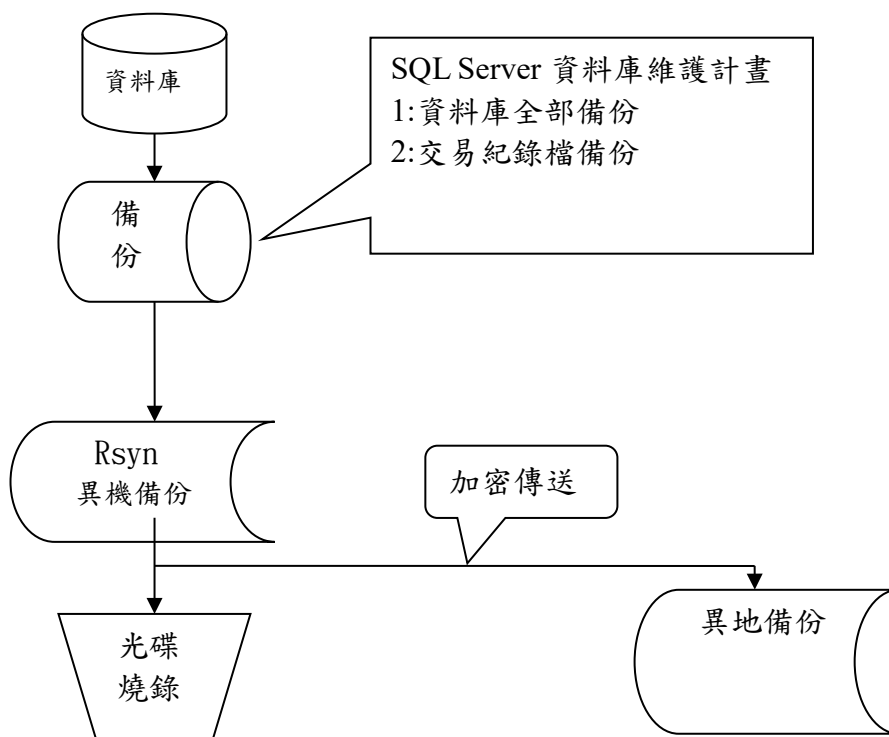 資料庫
SQL Server 資料庫維護計畫
1:資料庫全部備份
2:交易紀錄檔備份
備
份
Rsyn
異機備份
加密傳送
光碟
燒錄
異地備份